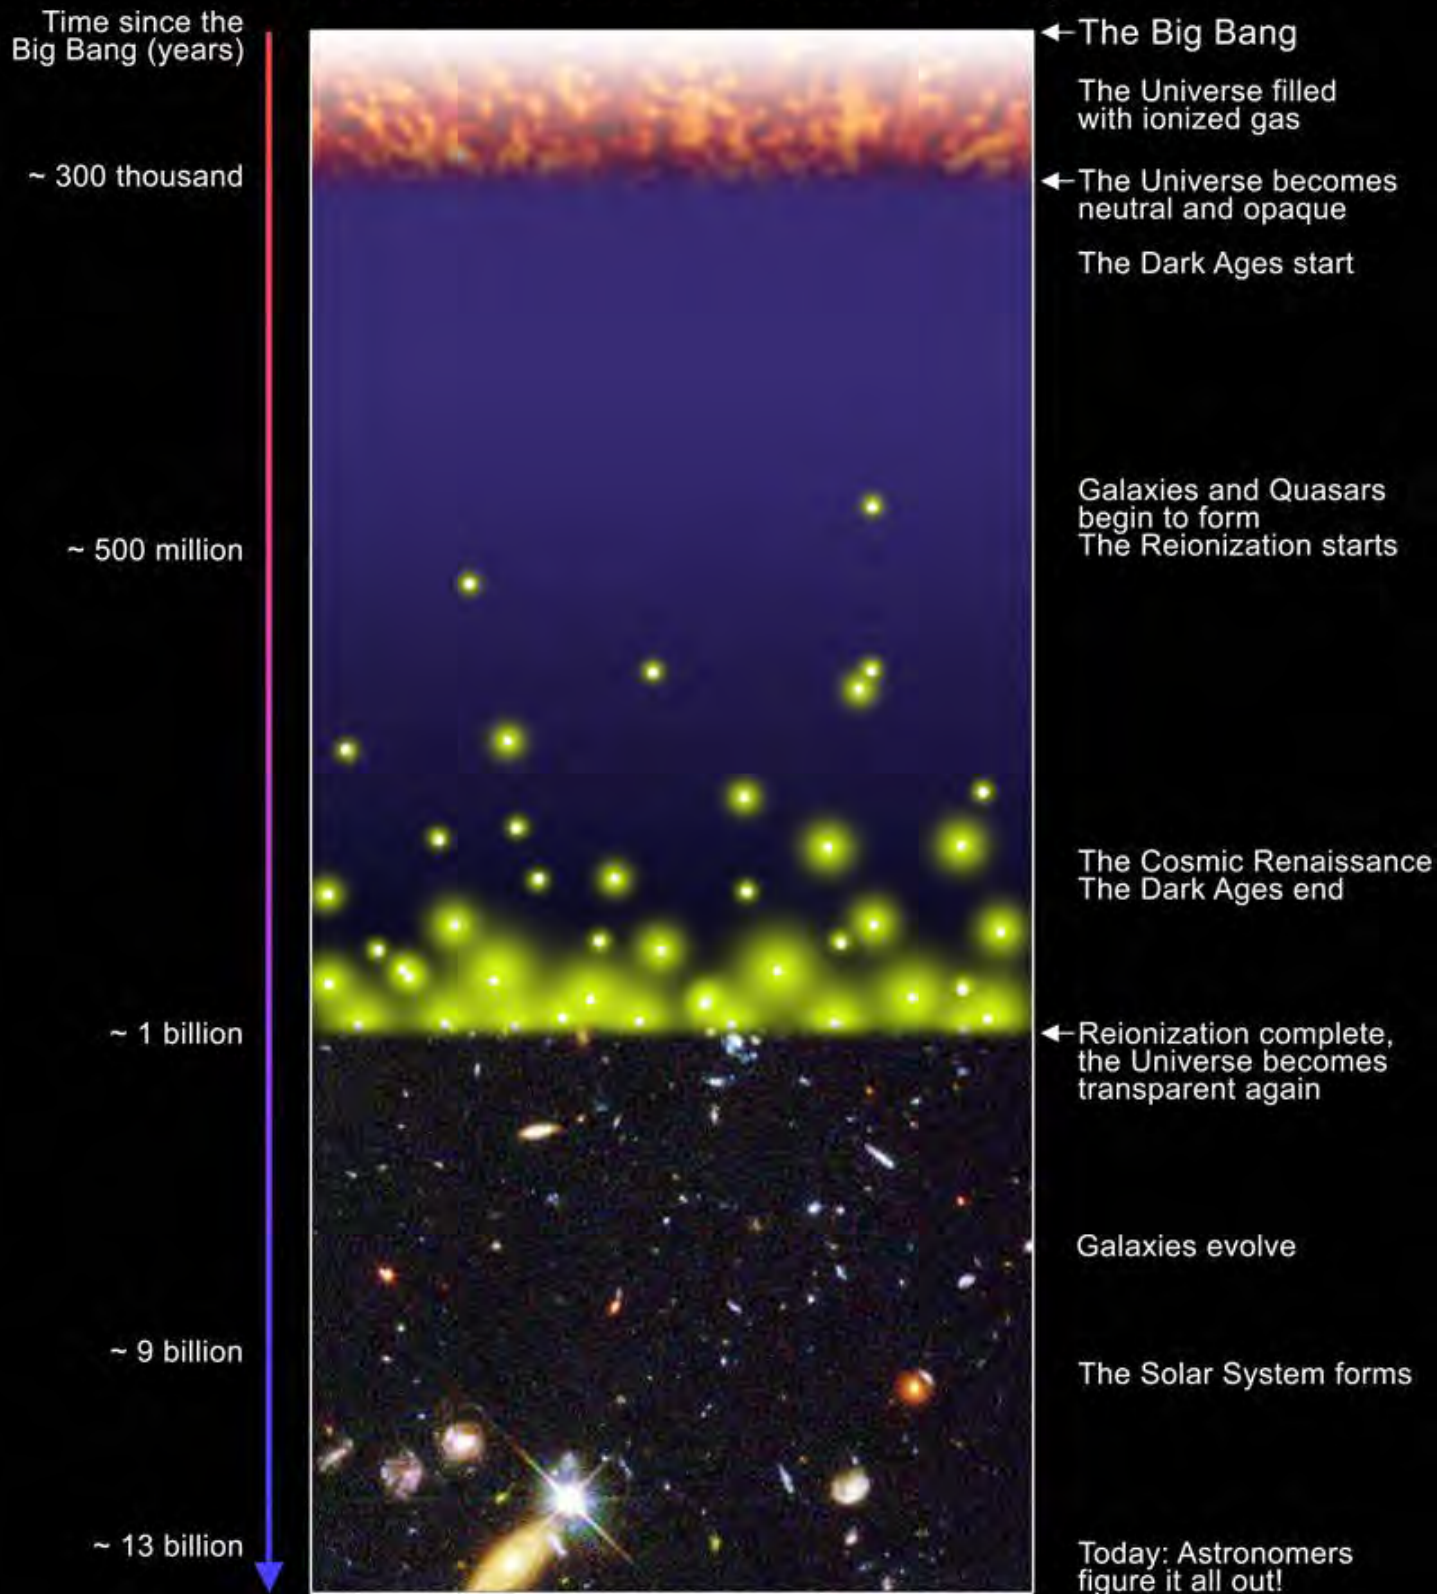 Time since the
Big Bang (years)
The Big Bang
The Universe filled
with ionized gas
~ 300 thousand
The Universe becomes
neutral and opaque
The Dark Ages start
Galaxies and Quasars
begin to form
The Reionization starts
~ 500 million
The Cosmic Renaissance
The Dark Ages end
~ 1 billion
Reionization complete,
the Universe becomes
transparent again
Galaxies evolve
~ 9 billion
The Solar System forms
~ 13 billion
Today: Astronomers
figure it all out!